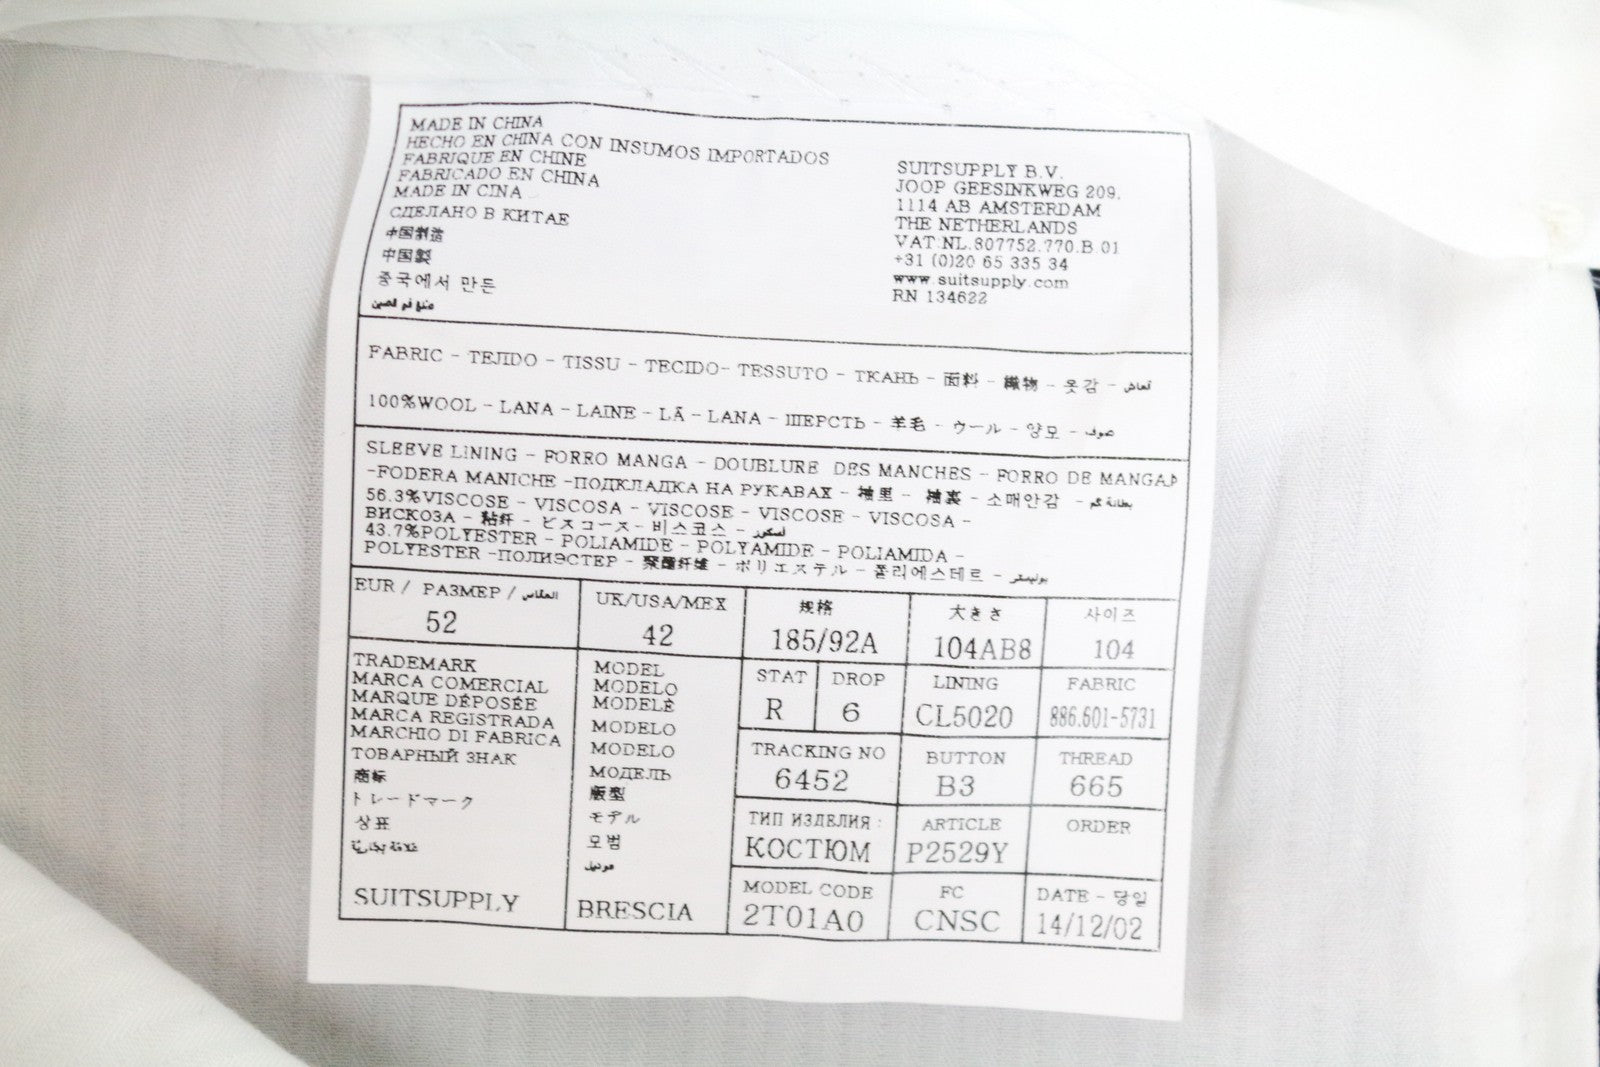 MADE IN CHINA
HECHO EN CHINA CON INSUMOS IMPORTADOS
FABRIQUE EN CHINE
FABRICADO EN CHINA
MADE IN CINA
СДЕЛАНО В КИТАЕ
中国制造
中国製
중국에서 만든
SUITSUPPLY B.V.
JOOP GEESINKWEG 209,
1114 AB AMSTERDAM
THE NETHERLANDS
VAT:NL.807752.770.B.01
+31 (0)20 65 335 34
www.suitsupply.com
RN 134622
FABRIC - TEJIDO - TISSU - TECIDO- TESSUTO - ТКАНЬ - 面料 - 織物 - 옷감 - قماش
100%WOOL - LANA - LAINE - LÃ - LANA - ШЕРСТЬ - 羊毛 - ウール - 양모 - صوف
SLEEVE LINING - FORRO MANGA - DOUBLURE DES MANCHES - FORRO DE MANGA
-FODERA MANICHE -ПОДКЛАДКА НА РУКАВАХ - 袖里 - 袖裏 - 소매안감 - بطانة كم
56.3%VISCOSE - VISCOSA - VISCOSE - VISCOSE - VISCOSA -
ВИСКОЗА - 粘纤 - ビスコース - 비스코스 -
43.7%POLYESTER - POLIAMIDE - POLYAMIDE - POLIAMIDA -
POLYESTER -ПОЛИЭСТЕР - 聚酯纤维 - ポリエステル - 폴리에스테르 - بوليستر
EUR / РАЗМЕР / المقاس
52
UK/USA/MEX
42
规格
185/92A
大きさ
104AB8
사이즈
104
TRADEMARK
MARCA COMERCIAL
MARQUE DÉPOSÉE
MARCA REGISTRADA
MARCHIO DI FABRICA
ТОВАРНЫЙ ЗНАК
商标
トレードマーク
상표
علامة تجارية
SUITSUPPLY
MODEL
MODELO
MODELÈ
MODELO
MODELO
МОДЕЛЬ
版型
モデル
모범
موديل
BRESCIA
STAT
R
DROP
6
LINING
CL5020
FABRIC
886.601-5731
TRACKING NO
6452
BUTTON
B3
THREAD
665
ТИП ИЗДЕЛИЯ :
КОСТЮМ
ARTICLE
P2529Y
ORDER
MODEL CODE
2T01A0
FC
CNSC
DATE - 당일
14/12/02